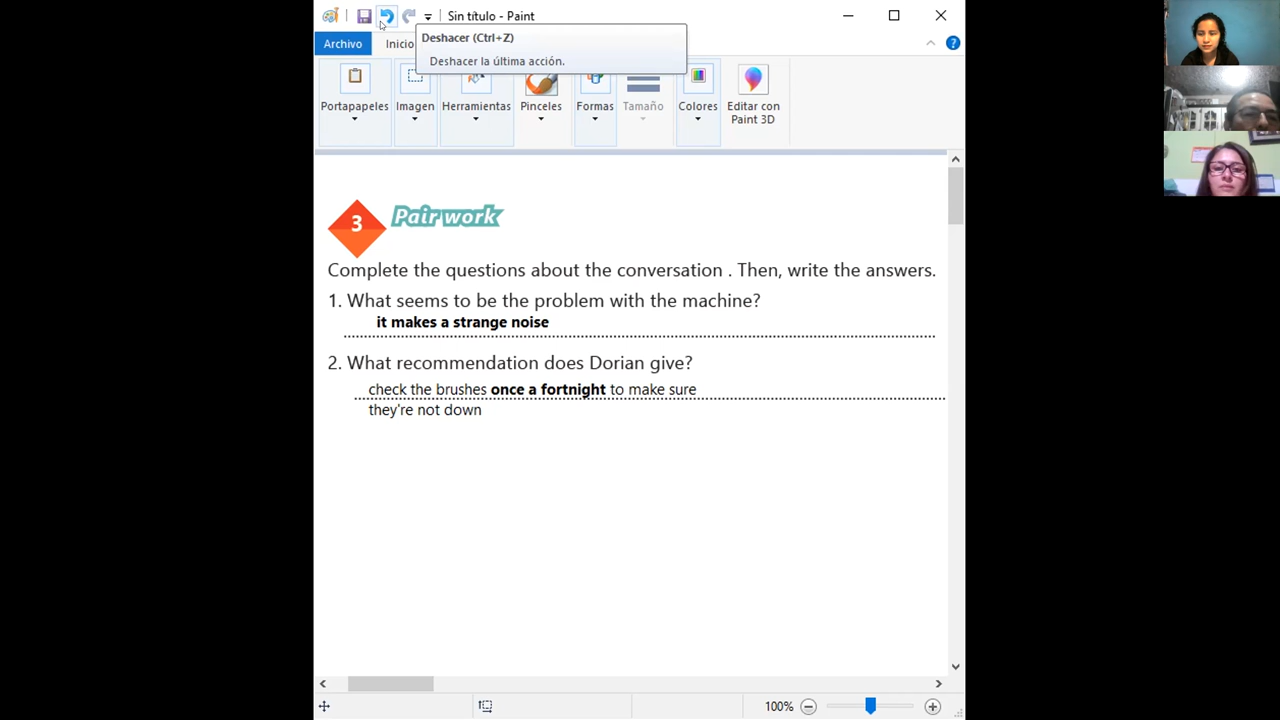 Sin título - Paint
Archivo
Inicio
Deshacer (Ctrl+Z)
Deshacer la última acción.
Portapapeles
Imagen
Herramientas
Pinceles
Formas
Tamaño
Colores
Editar con
Paint 3D
3
Pair work
Complete the questions about the conversation . Then, write the answers.
1. What seems to be the problem with the machine?
it makes a strange noise
2. What recommendation does Dorian give?
check the brushes once a fortnight to make sure
they're not down
100%